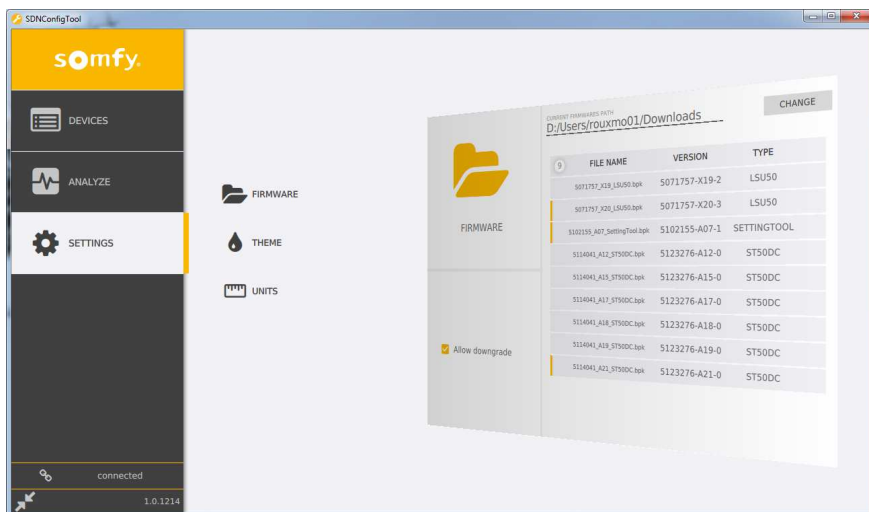 SDNConfigTool
somfy.
DEVICES
ANALYZE
SETTINGS
connected
1.0.1214
FIRMWARE
THEME
UNITS
FIRMWARE
Allow downgrade
CURRENT FIRMWARES PATH
D:/Users/rouxmo01/Downloads
CHANGE
9 FILE NAME VERSION TYPE
5071757_X19_LSU50.bpk 5071757-X19-2 LSU50
5071757_X20_LSU50.bpk 5071757-X20-3 LSU50
5102155_A07_SettingTool.bpk 5102155-A07-1 SETTINGTOOL
5114041_A12_ST50DC.bpk 5123276-A12-0 ST50DC
5114041_A15_ST50DC.bpk 5123276-A15-0 ST50DC
5114041_A17_ST50DC.bpk 5123276-A17-0 ST50DC
5114041_A18_ST50DC.bpk 5123276-A18-0 ST50DC
5114041_A19_ST50DC.bpk 5123276-A19-0 ST50DC
5114041_A21_ST50DC.bpk 5123276-A21-0 ST50DC